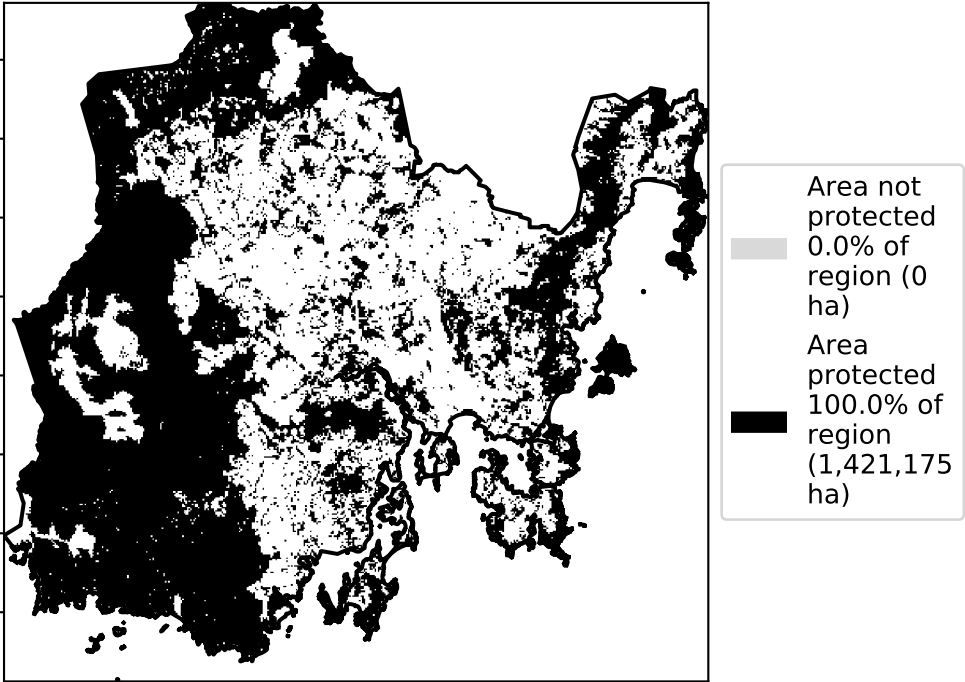 Area not
protected
0.0% of
region (0
ha)
Area
protected
100.0% of
region
(1,421,175
ha)